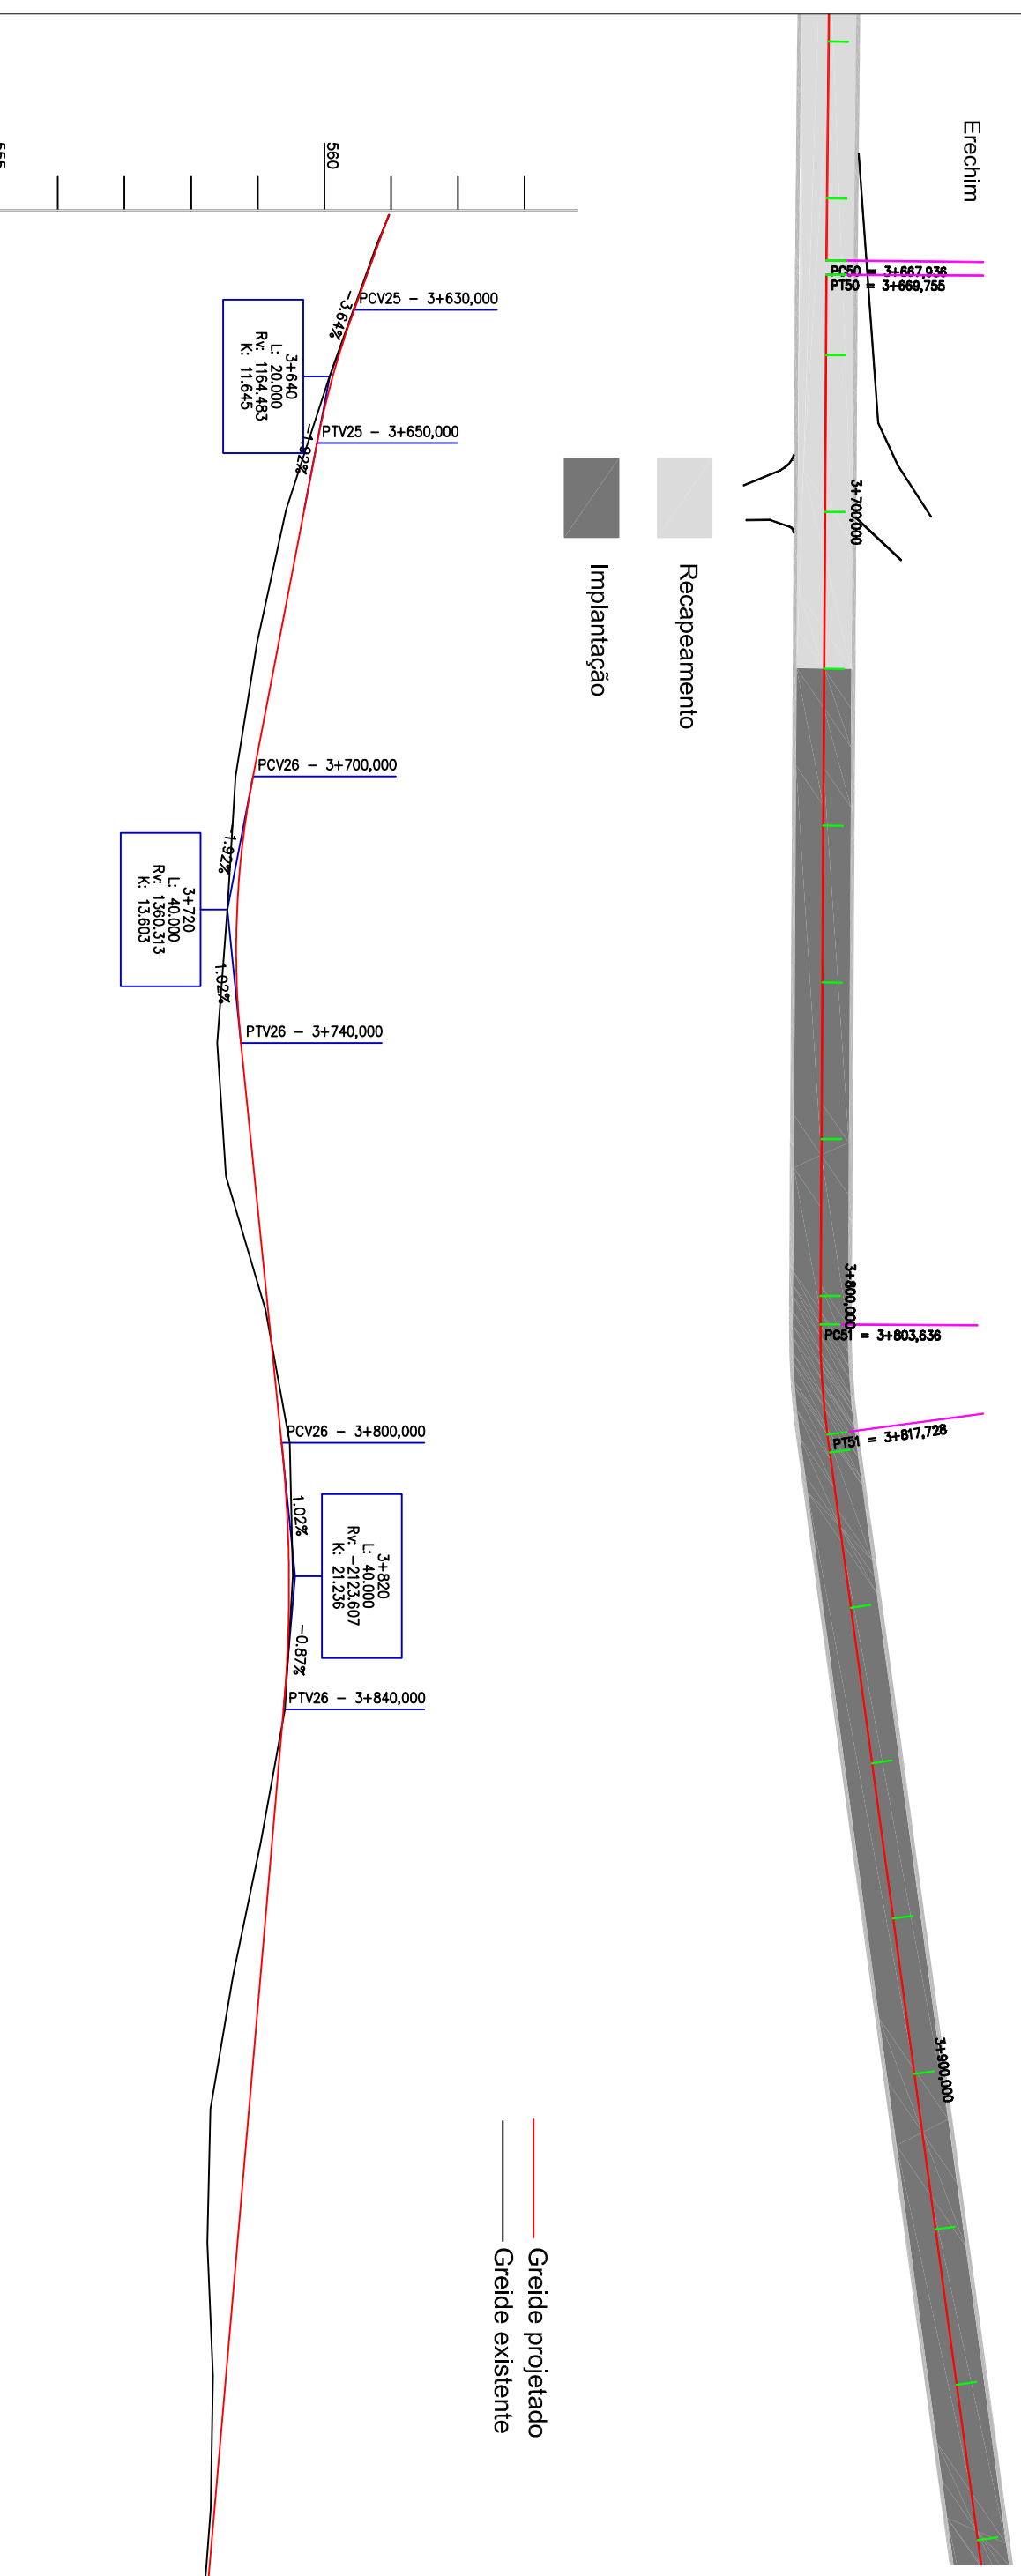 Erechim
PC50 = 3+667,936
PT50 = 3+669,755
3+700,000
3+800,000
PC51 = 3+803,636
PT51 = 3+817,728
3+900,000
Recapeamento
Implantação
560
555
PCV25 - 3+630,000
-3.64%
3+640
L: 20.000
Rv: 1164.483
K: 11.645
PTV25 - 3+650,000
-1.92%
PCV26 - 3+700,000
-1.92%
3+720
L: 40.000
Rv: 1360.313
K: 13.603
1.02%
PTV26 - 3+740,000
PCV26 - 3+800,000
1.02%
3+820
L: 40.000
Rv: -2123.607
K: 21.236
-0.87%
PTV26 - 3+840,000
Greide projetado
Greide existente